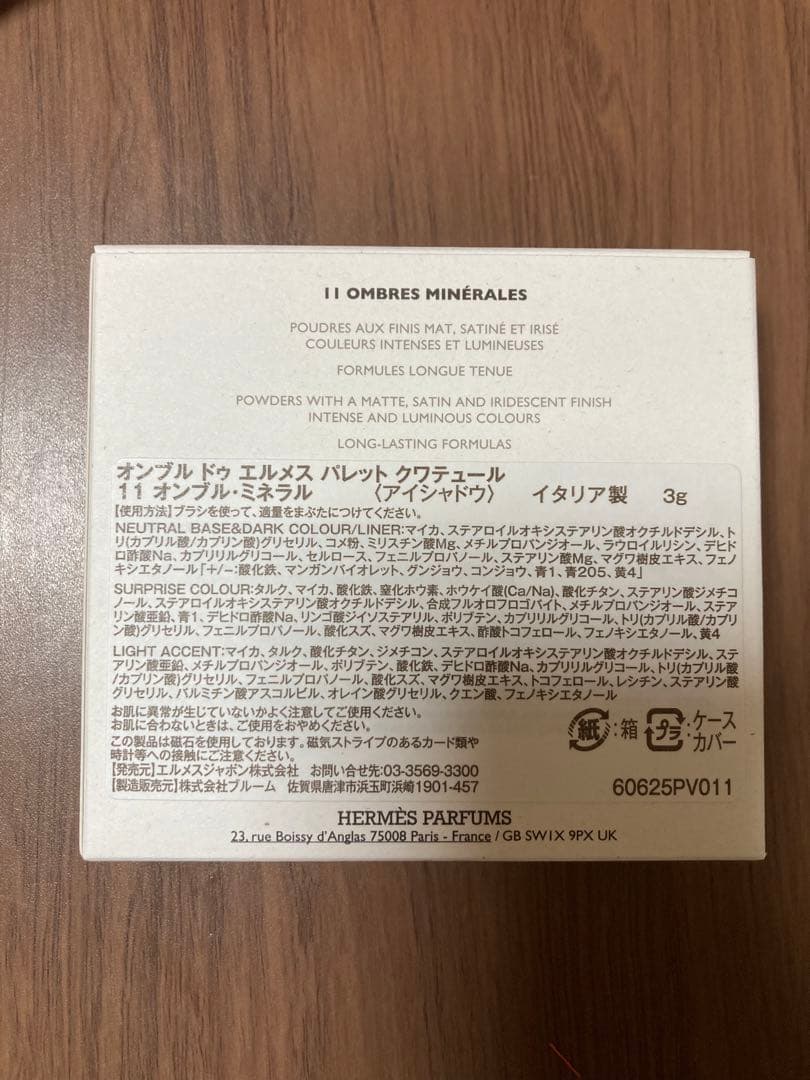 11 OMBRES MINÉRALES
POUDRES AUX FINIS MAT, SATINÉ ET IRISÉ
COULEURS INTENSES ET LUMINEUSES
FORMULES LONGUE TENUE
POWDERS WITH A MATTE, SATIN AND IRIDESCENT FINISH
INTENSE AND LUMINOUS COLOURS
LONG-LASTING FORMULAS
オンブル ドゥ エルメス パレット クワテュール
11 オンブル・ミネラル 〈アイシャドウ〉 イタリア製 3g
【使用方法】ブラシを使って、適量をまぶたにつけてください。
NEUTRAL BASE&DARK COLOUR/LINER:マイカ、ステアロイルオキシステアリン酸オクチルドデシル、ト
リ(カプリル酸/カプリン酸)グリセリル、コメ粉、ミリスチン酸Mg、メチルプロパンジオール、ラウロイルリシン、デヒド
ロ酢酸Na、カプリリルグリコール、セルロース、フェニルプロパノール、ステアリン酸Mg、マグワ樹皮エキス、フェノ
キシエタノール「+/-:酸化鉄、マンガンバイオレット、グンジョウ、コンジョウ、青1、青205、黄4」
SURPRISE COLOUR:タルク、マイカ、酸化鉄、窒化ホウ素、ホウケイ酸(Ca/Na)、酸化チタン、ステアリン酸ジメチコ
ノール、ステアロイルオキシステアリン酸オクチルドデシル、合成フルオロフロゴパイト、メチルプロパンジオール、ステア
リン酸亜鉛、青1、デヒドロ酢酸Na、リンゴ酸ジイソステアリル、ポリブテン、カプリリルグリコール、トリ(カプリル酸/カプリ
ン酸)グリセリル、フェニルプロパノール、酸化スズ、マグワ樹皮エキス、酢酸トコフェロール、フェノキシエタノール、黄4
LIGHT ACCENT:マイカ、タルク、酸化チタン、ジメチコン、ステアロイルオキシステアリン酸オクチルドデシル、ステ
アリン酸亜鉛、メチルプロパンジオール、ポリブテン、酸化鉄、デヒドロ酢酸Na、カプリリルグリコール、トリ(カプリル酸
/カプリン酸)グリセリル、フェニルプロパノール、酸化スズ、マグワ樹皮エキス、トコフェロール、レシチン、ステアリン酸
グリセリル、パルミチン酸アスコルビル、オレイン酸グリセリル、クエン酸、フェノキシエタノール
お肌に異常が生じていないかよく注意してご使用ください。
お肌に合わないときは、ご使用をおやめください。
この製品は磁石を使用しております。磁気ストライプのあるカード類や
時計等への接触にご注意ください。
紙:箱 プラ:ケース
カバー
【発売元】エルメスジャポン株式会社 お問い合せ先:03-3569-3300
【製造販売元】株式会社ブルーム 佐賀県唐津市浜玉町浜崎1901-457
60625PV011
HERMÈS PARFUMS
23, rue Boissy d'Anglas 75008 Paris - France / GB SW1X 9PX UK